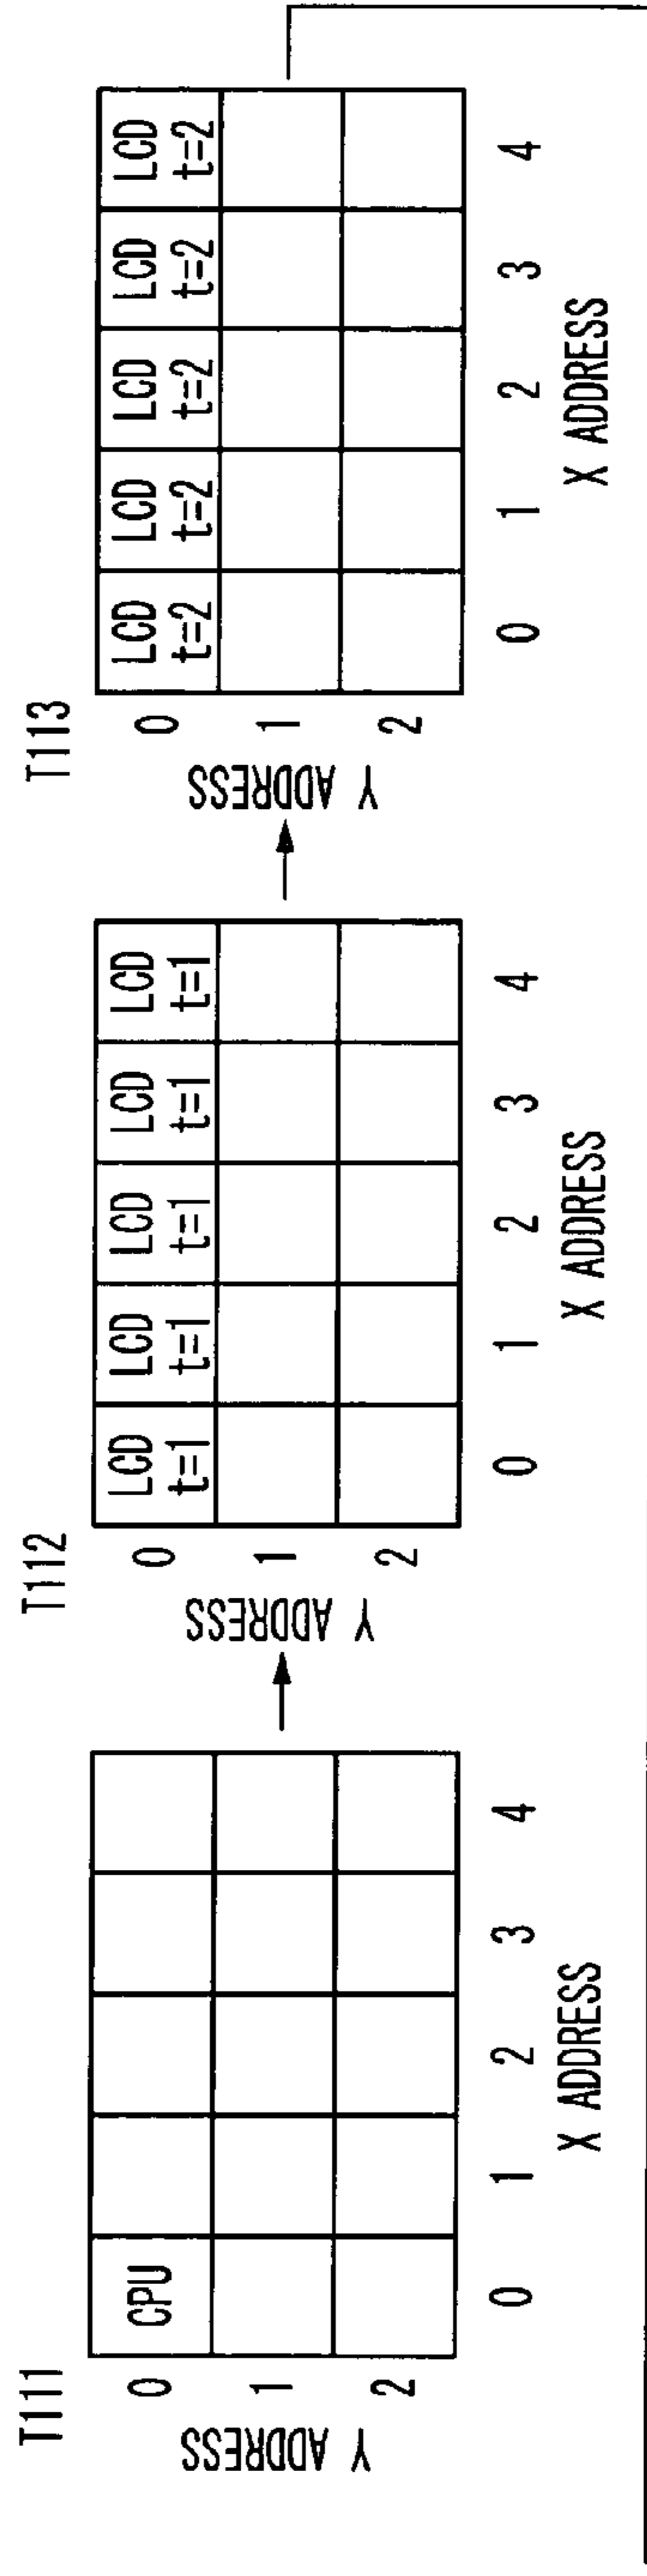 T111
CPU
0
1
2
Y ADDRESS
0 1 2 3 4
X ADDRESS
T112
LCD t=1 LCD t=1 LCD t=1 LCD t=1 LCD t=1
0
1
2
Y ADDRESS
0 1 2 3 4
X ADDRESS
T113
LCD t=2 LCD t=2 LCD t=2 LCD t=2 LCD t=2
0
1
2
Y ADDRESS
0 1 2 3 4
X ADDRESS